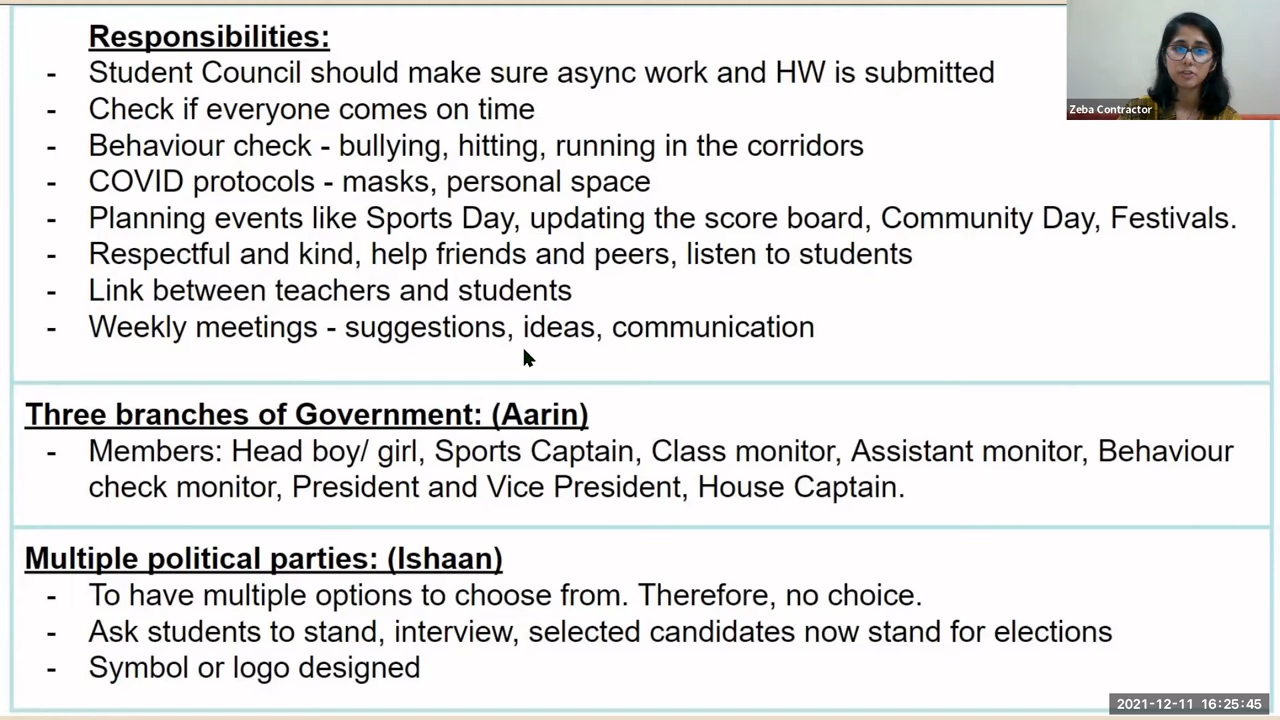 Responsibilities:
- Student Council should make sure async work and HW is submitted
- Check if everyone comes on time
- Behaviour check - bullying, hitting, running in the corridors
- COVID protocols - masks, personal space
- Planning events like Sports Day, updating the score board, Community Day, Festivals.
- Respectful and kind, help friends and peers, listen to students
- Link between teachers and students
- Weekly meetings - suggestions, ideas, communication
Three branches of Government: (Aarin)
- Members: Head boy/ girl, Sports Captain, Class monitor, Assistant monitor, Behaviour
check monitor, President and Vice President, House Captain.
Multiple political parties: (Ishaan)
- To have multiple options to choose from. Therefore, no choice.
- Ask students to stand, interview, selected candidates now stand for elections
- Symbol or logo designed
Zeba Contractor
2021-12-11 16:25:45